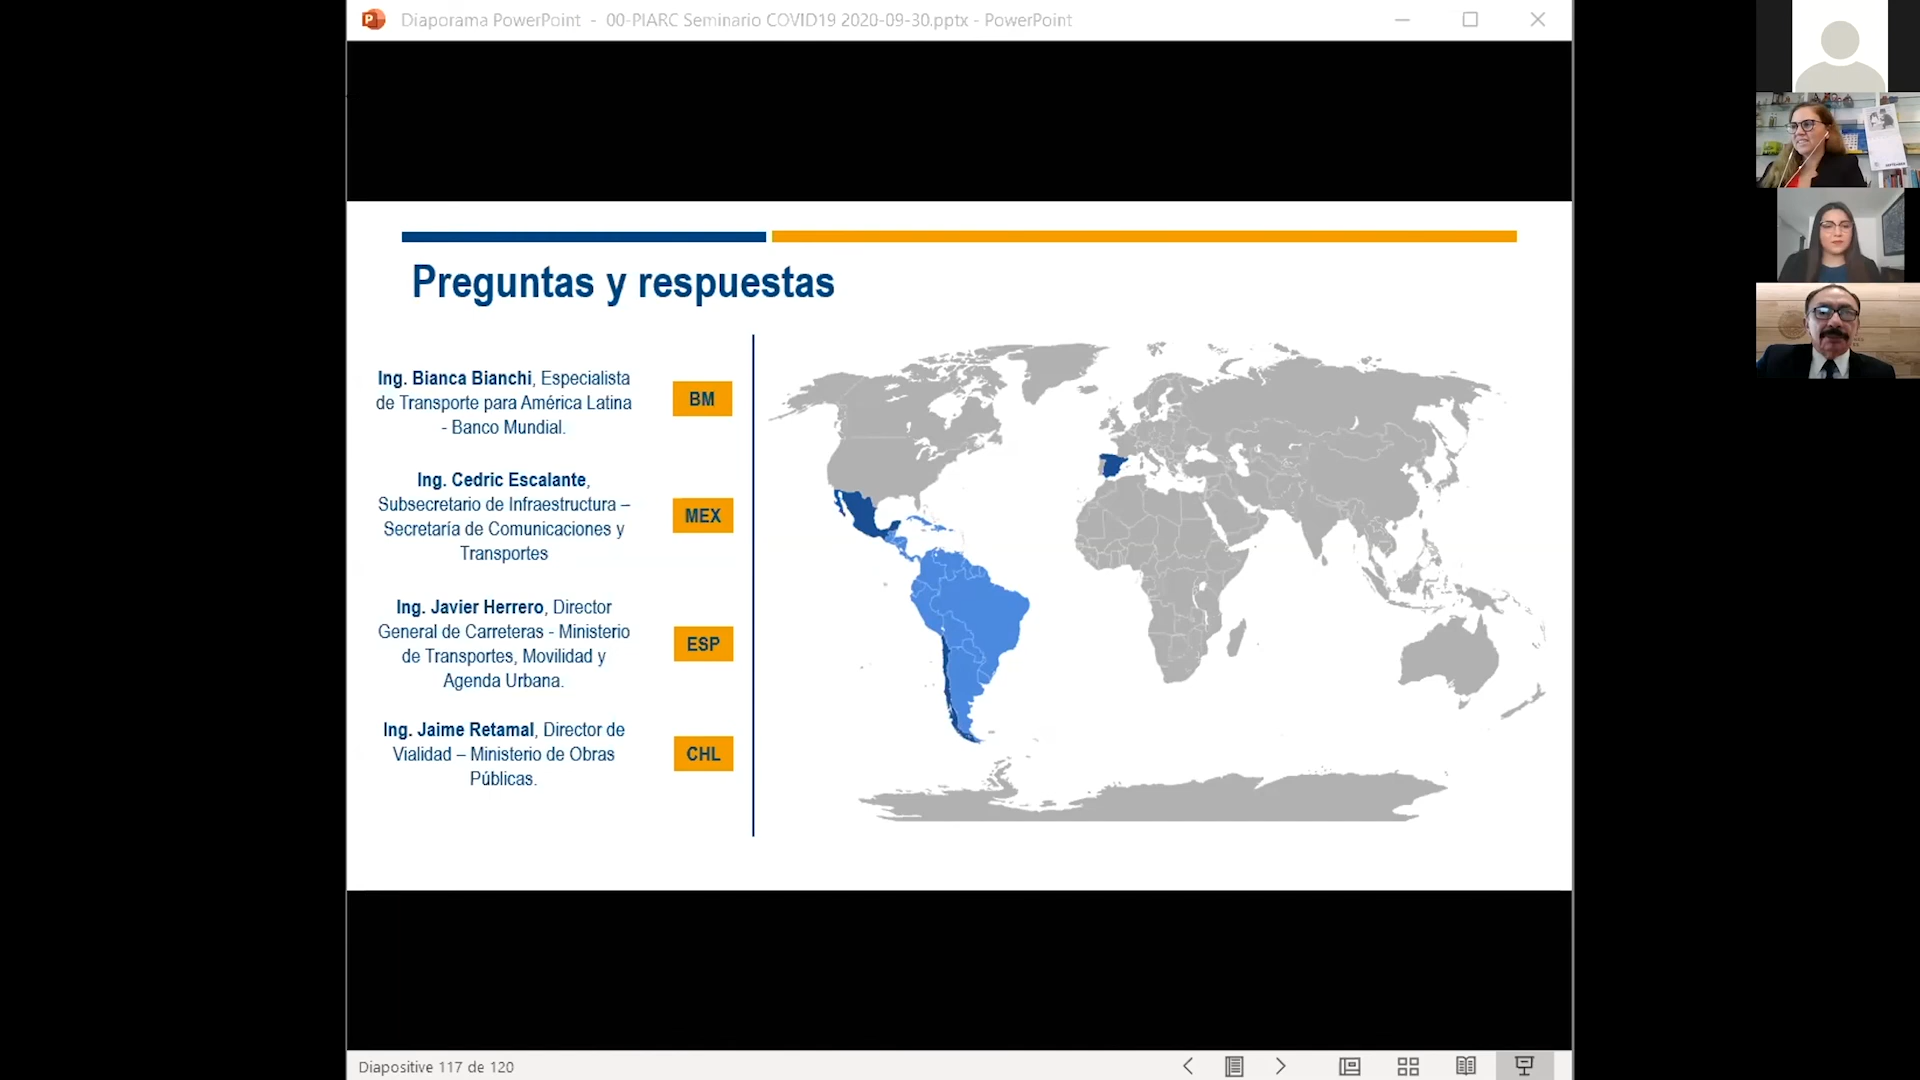 Diaporama PowerPoint - 00-PIARC Seminario COVID19 2020-09-30.pptx - PowerPoint
Preguntas y respuestas
Ing. Bianca Bianchi, Especialista
de Transporte para América Latina
- Banco Mundial.
BM
Ing. Cedric Escalante,
Subsecretario de Infraestructura –
Secretaría de Comunicaciones y
Transportes
MEX
Ing. Javier Herrero, Director
General de Carreteras - Ministerio
de Transportes, Movilidad y
Agenda Urbana.
ESP
Ing. Jaime Retamal, Director de
Vialidad – Ministerio de Obras
Públicas.
CHL
Diapositive 117 de 120